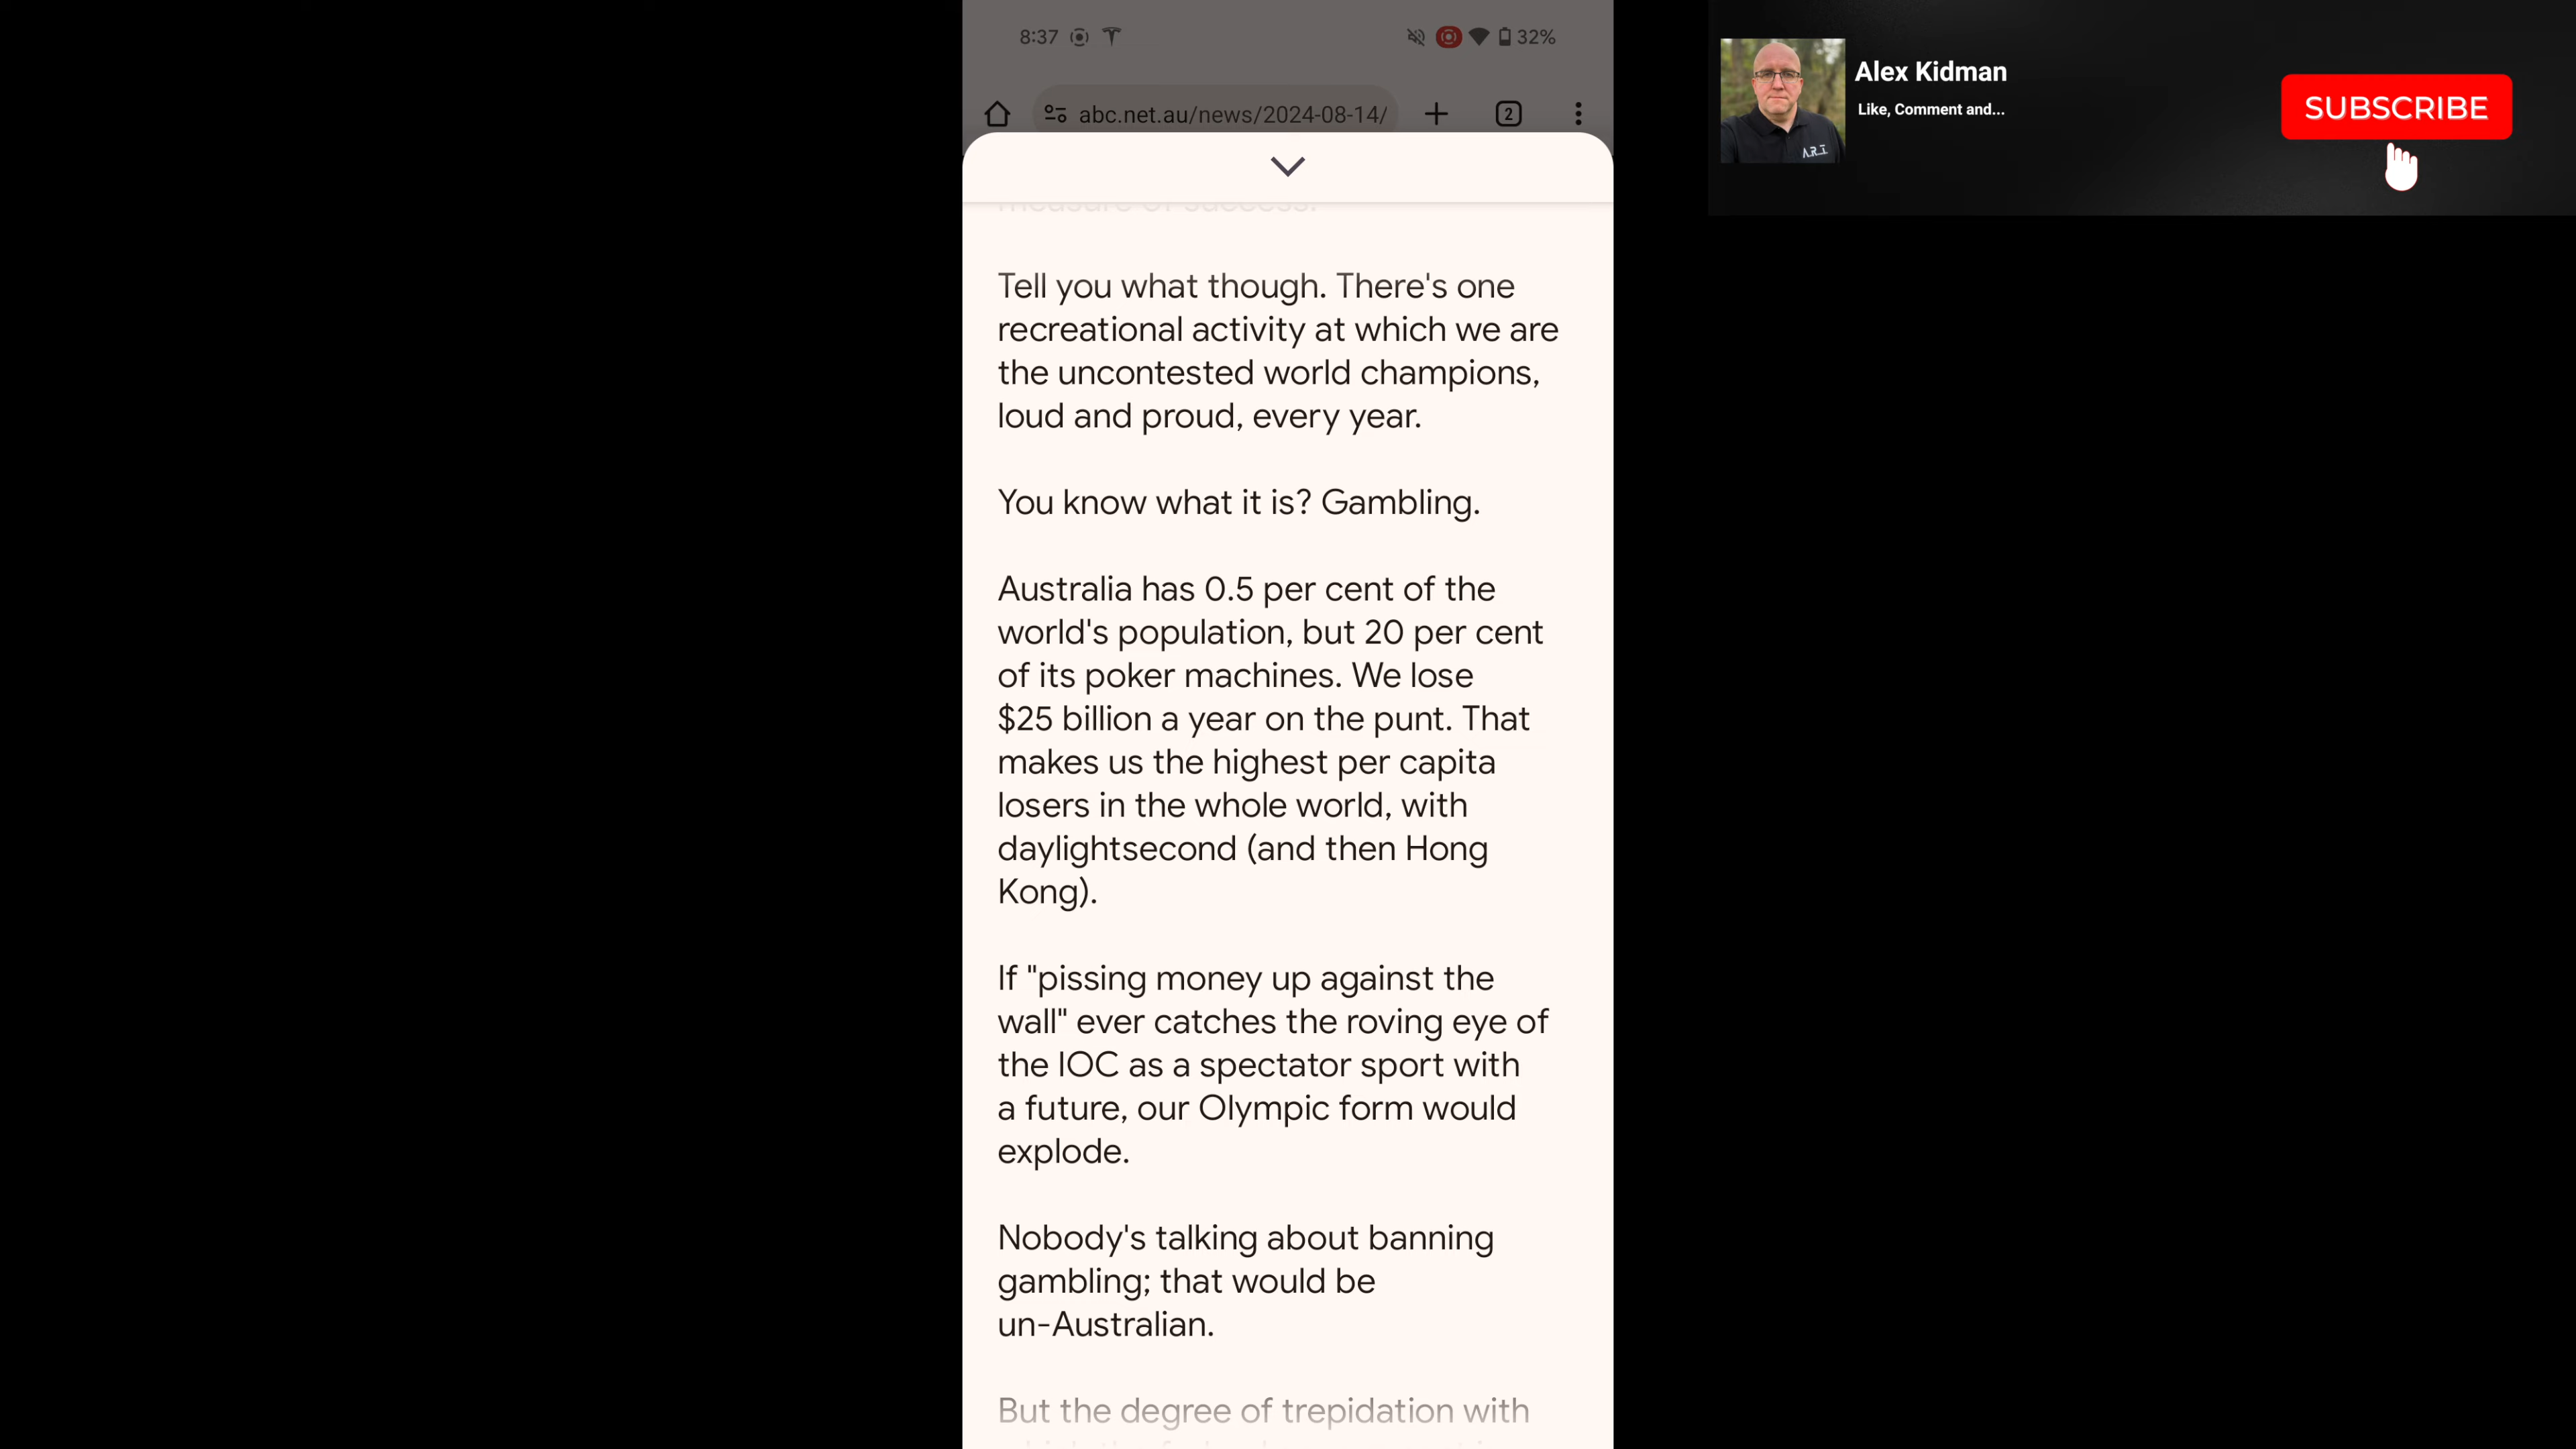 8:37
32%
abc.net.au/news/2024-08-14/
2
measure of success.
Tell you what though. There's one
recreational activity at which we are
the uncontested world champions,
loud and proud, every year.
You know what it is? Gambling.
Australia has 0.5 per cent of the
world's population, but 20 per cent
of its poker machines. We lose
$25 billion a year on the punt. That
makes us the highest per capita
losers in the whole world, with
daylightsecond (and then Hong
Kong).
If "pissing money up against the
wall" ever catches the roving eye of
the IOC as a spectator sport with
a future, our Olympic form would
explode.
Nobody's talking about banning
gambling; that would be
un-Australian.
But the degree of trepidation with
Alex Kidman
Like, Comment and...
SUBSCRIBE